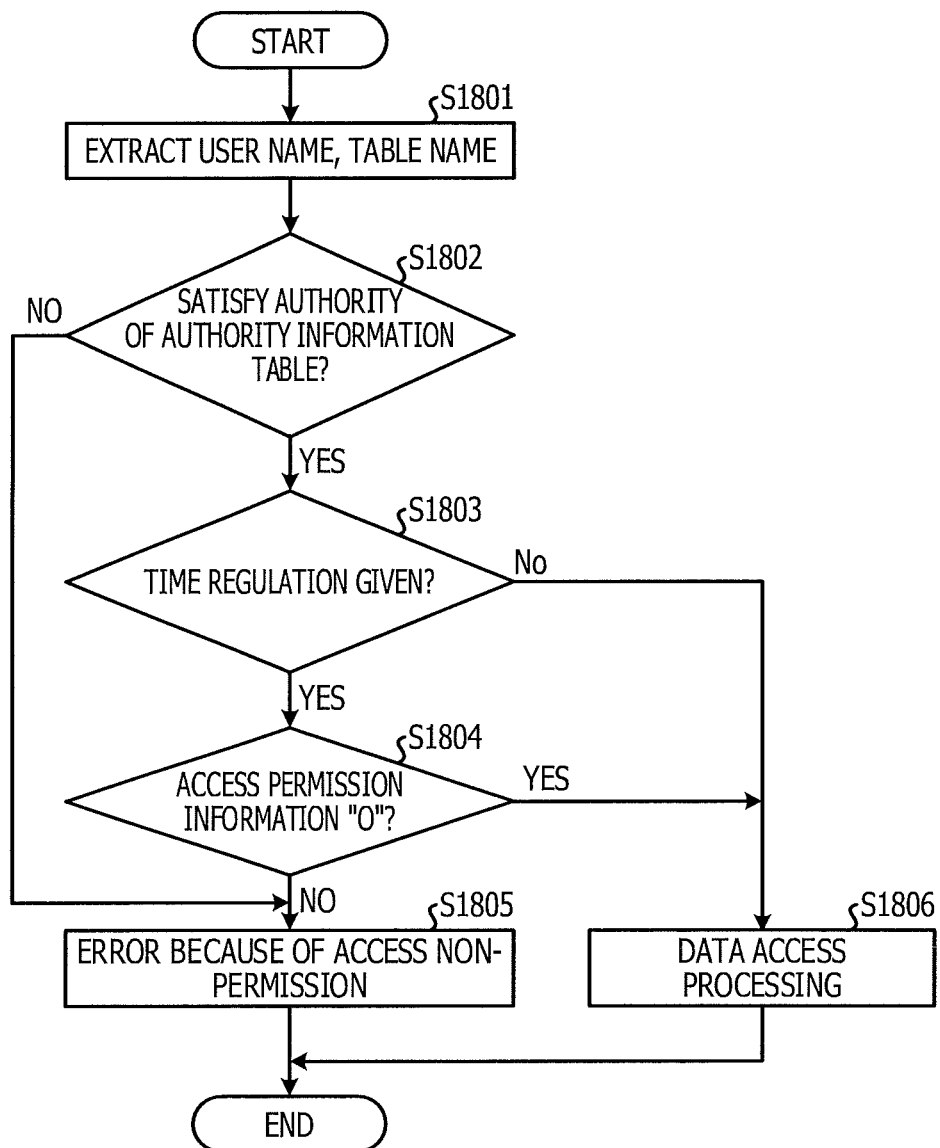 START
S1801
EXTRACT USER NAME, TABLE NAME
S1802
SATISFY AUTHORITY
OF AUTHORITY INFORMATION
TABLE?
NO
YES
S1803
TIME REGULATION GIVEN?
No
YES
S1804
ACCESS PERMISSION
INFORMATION "O"?
YES
NO
S1805
ERROR BECAUSE OF ACCESS NON-
PERMISSION
S1806
DATA ACCESS
PROCESSING
END